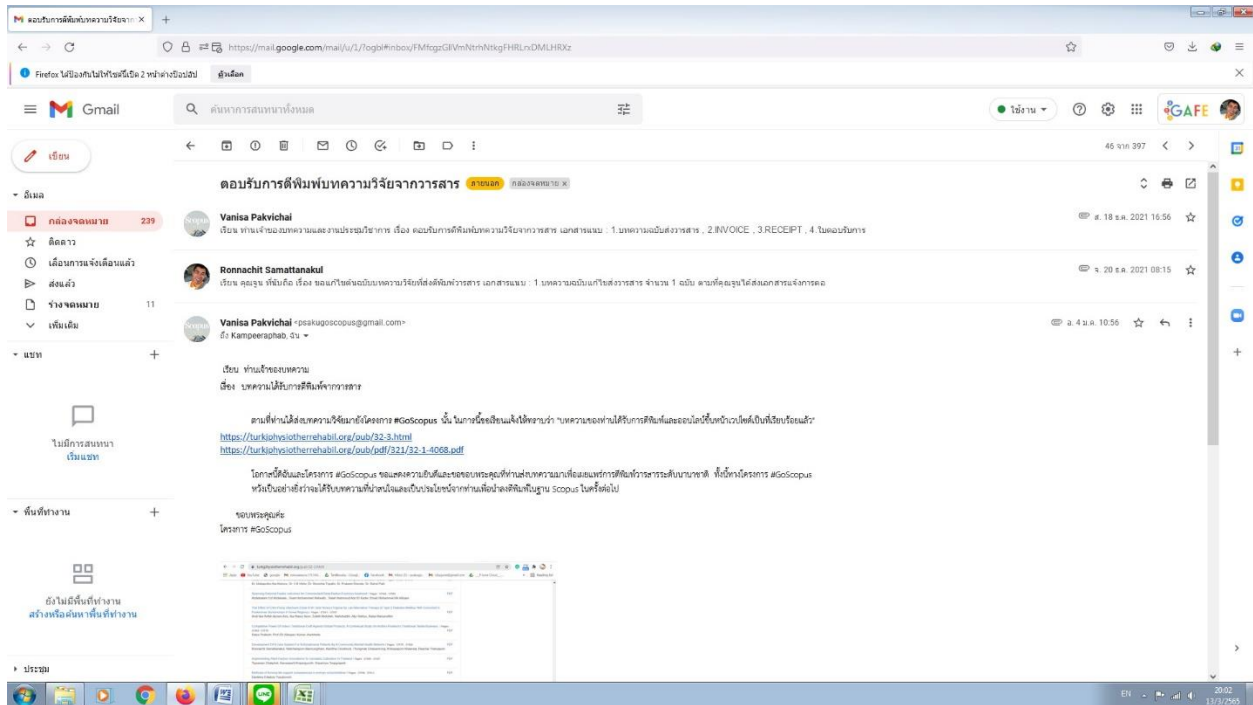 ตอบรับการตีพิมพ์บทความวิจัยจาก
https://mail.google.com/mail/u/1/?ogbl#inbox/FMfcgzGllVmNtrhNtkgFHRLrxDMLHRXz
Firefox ได้ป้องกันไม่ให้ไซต์นี้เปิด 2 หน้าต่างป๊อปอัป ตัวเลือก
Gmail
ค้นหาการสนทนาทั้งหมด
ใช้งาน
GAFE
เขียน
46 จาก 397
อีเมล
กล่องจดหมาย 239
ติดดาว
เลื่อนการแจ้งเตือนแล้ว
ส่งแล้ว
ร่างจดหมาย 11
เพิ่มเติม
แชท
ไม่มีการสนทนา
เริ่มแชท
พื้นที่ทำงาน
ยังไม่มีพื้นที่ทำงาน
สร้างหรือค้นหาพื้นที่ทำงาน
ประชุม
ตอบรับการตีพิมพ์บทความวิจัยจากวารสาร ภายนอก กล่องจดหมาย x
Vanisa Pakvichai ส. 18 ธ.ค. 2021 16:56
เรียน ท่านเจ้าของบทความและงานประชุมวิชาการ เรื่อง ตอบรับการตีพิมพ์บทความวิจัยจากวารสาร เอกสารแนบ : 1.บทความฉบับส่งวารสาร , 2.INVOICE , 3.RECEIPT , 4.ใบตอบรับการ
Ronnachit Samattanakul จ. 20 ธ.ค. 2021 08:15
เรียน คุณจูน ที่นับถือ เรื่อง ขอแก้ไขต้นฉบับบทความวิจัยที่ส่งตีพิมพ์วารสาร เอกสารแนบ : 1.บทความฉบับแก้ไขส่งวารสาร จำนวน 1 ฉบับ ตามที่คุณจูนได้ส่งเอกสารแจ้งการตอ
Vanisa Pakvichai <psakugoscopus@gmail.com> อ. 4 ม.ค. 10:56
ถึง Kampeeraphab, ฉัน
เรียน ท่านเจ้าของบทความ
เรื่อง บทความได้รับการตีพิมพ์จากวารสาร
ตามที่ท่านได้ส่งบทความวิจัยมายังโครงการ #GoScopus นั้น ในการนี้ขอเรียนแจ้งให้ทราบว่า "บทความของท่านได้รับการตีพิมพ์และออนไลน์ขึ้นหน้าเวปไซต์เป็นที่เรียบร้อยแล้ว"
https://turkjphysiotherrehabil.org/pub/32-3.html
https://turkjphysiotherrehabil.org/pub/pdf/321/32-1-4068.pdf
โอกาสนี้ดิฉันและโครงการ #GoScopus ขอแสดงความยินดีและขอขอบพระคุณที่ท่านส่งบทความมาเพื่อเผยแพร่การตีพิมพ์วารสารระดับนานาชาติ ทั้งนี้ทางโครงการ #GoScopus
หวังเป็นอย่างยิ่งว่าจะได้รับบทความที่น่าสนใจและเป็นประโยชน์จากท่านเพื่อนำลงตีพิมพ์ในฐาน Scopus ในครั้งต่อไป
ขอบพระคุณค่ะ
โครงการ #GoScopus
EN
20:02
13/3/2565